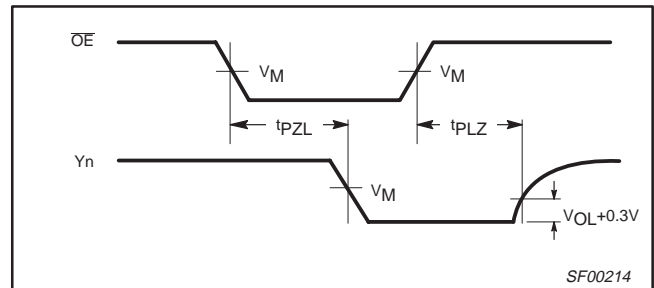 OE
VM
VM
tPZL
tPLZ
Yn
VM
VOL+0.3V
SF00214